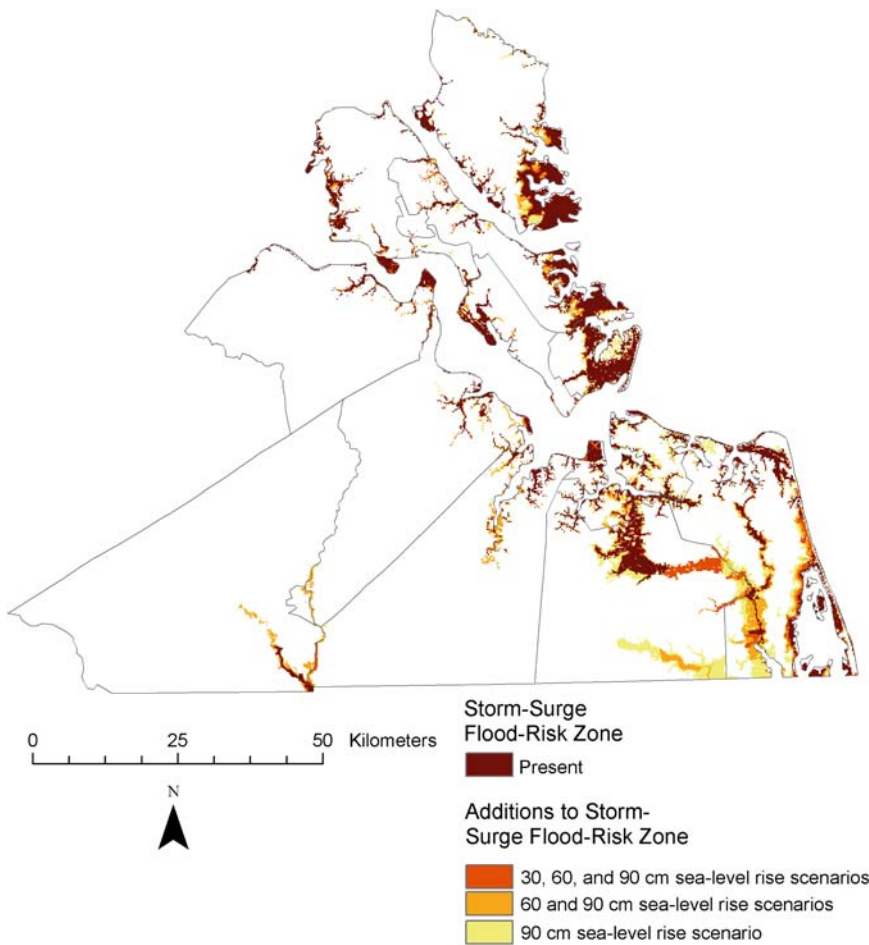 0 25 50 Kilometers
N
Storm-Surge
Flood-Risk Zone
Present
Additions to Storm-
Surge Flood-Risk Zone
30, 60, and 90 cm sea-level rise scenarios
60 and 90 cm sea-level rise scenarios
90 cm sea-level rise scenario